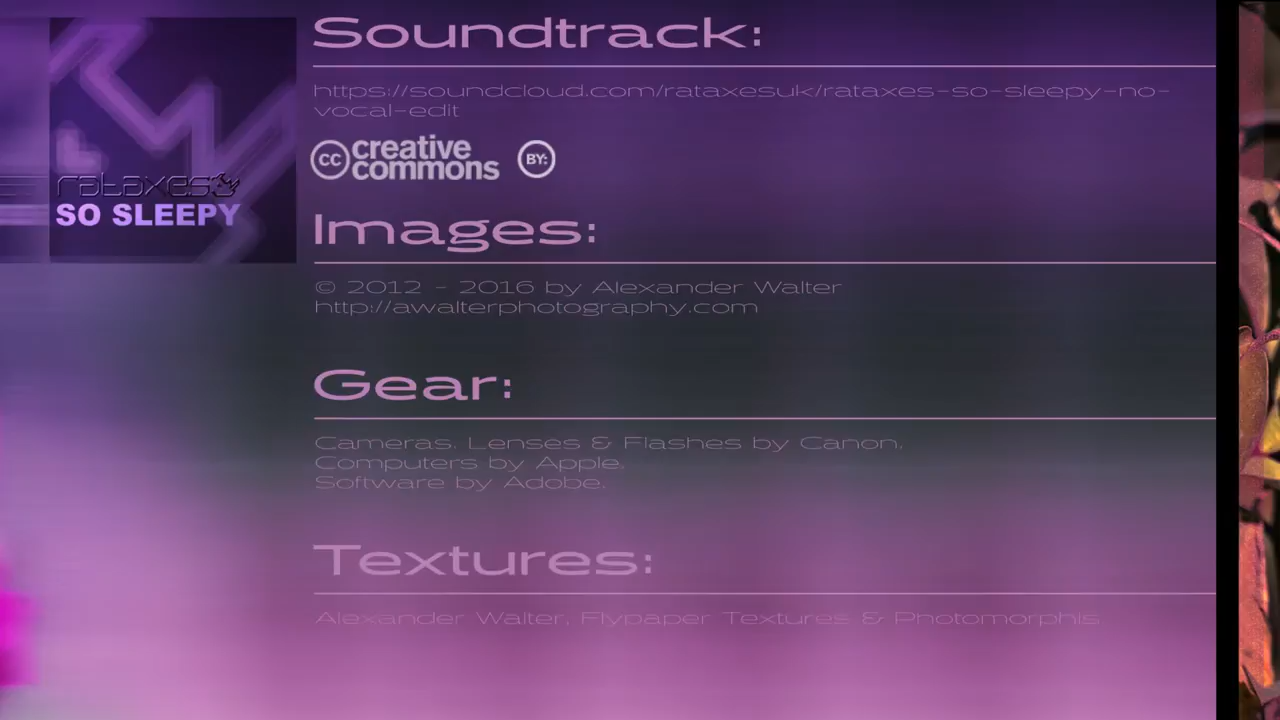 Soundtrack:
https://soundcloud.com/rataxesuk/rataxes-so-sleepy-no-
vocal-edit
cc creative
commons BY:
rataxes
SO SLEEPY
Images:
© 2012 - 2016 by Alexander Walter
http://awalterphotography.com
Gear:
Cameras, Lenses & Flashes by Canon.
Computers by Apple.
Software by Adobe.
Textures:
Alexander Walter, Flypaper Textures & Photomorphis